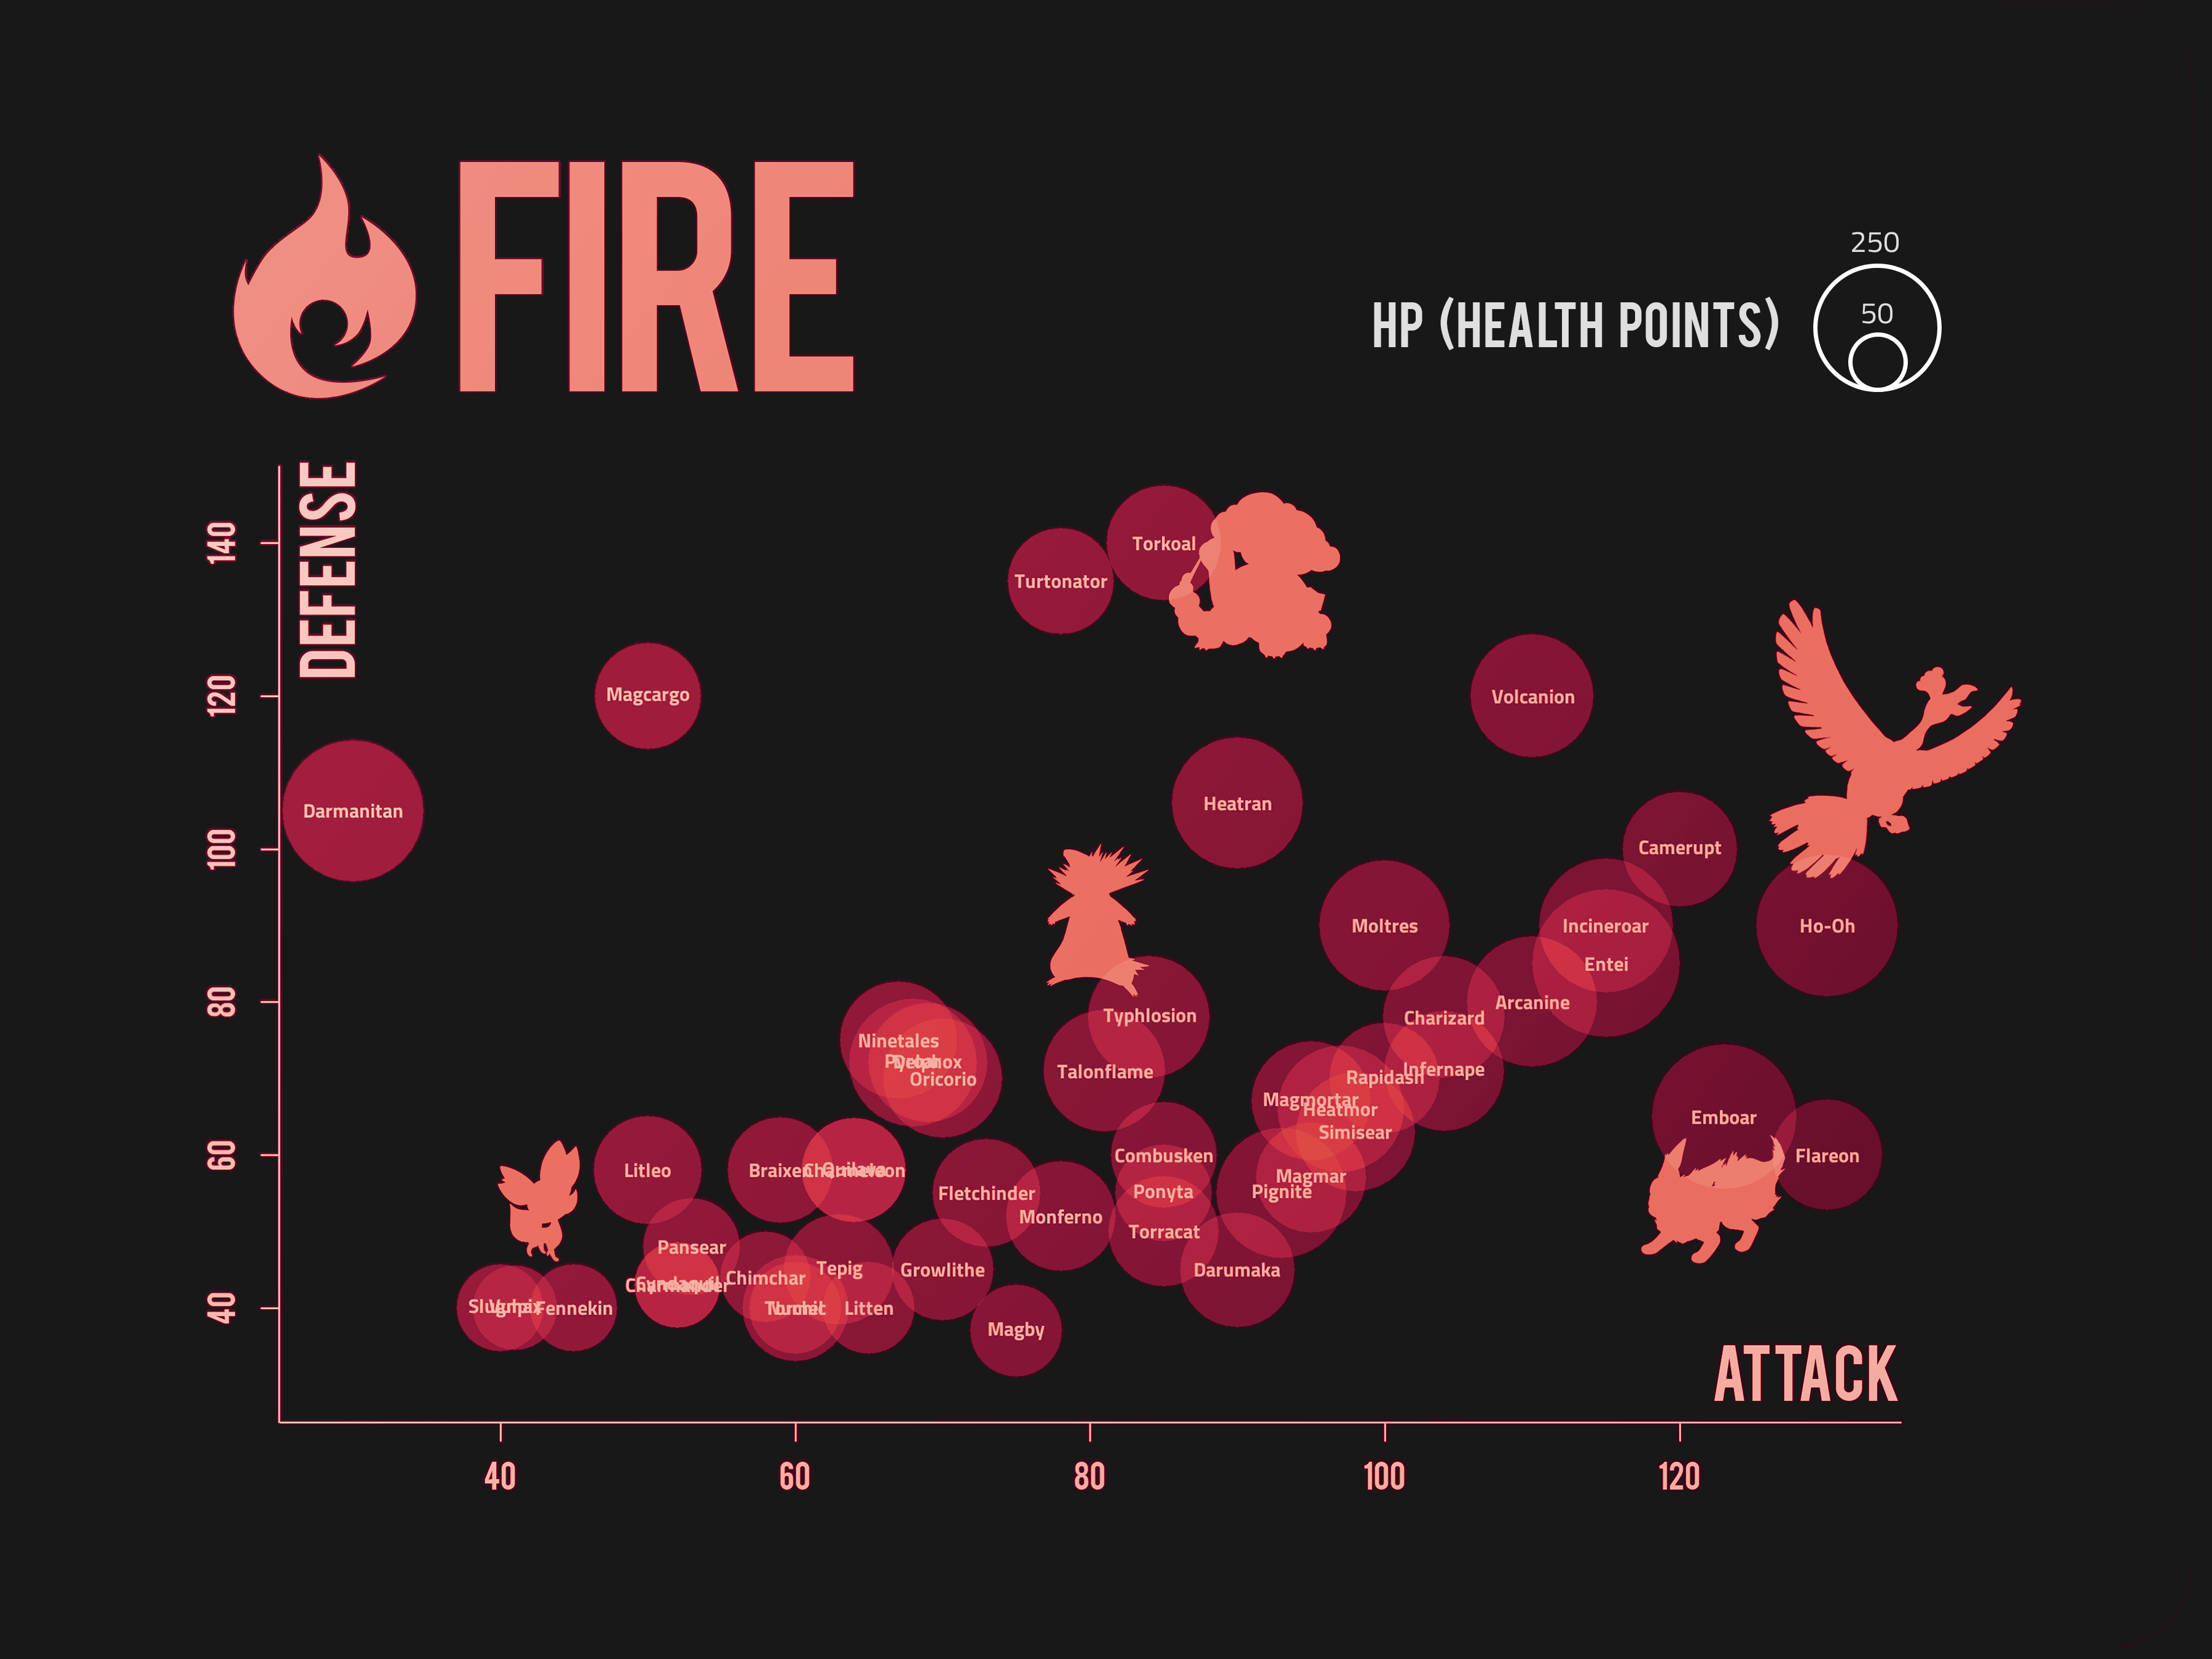 FIRE
HP (HEALTH POINTS)
250
50
DEFENSE
140
120
100
80
60
40
Torkoal
Turtonator
Magcargo
Volcanion
Darmanitan
Heatran
Camerupt
Moltres
Incineroar
Ho-Oh
Entei
Arcanine
Typhlosion
Charizard
Ninetales
Delphox
Oricorio
Talonflame
Infernape
Rapidash
Magmortar
Heatmor
Simisear
Emboar
Combusken
Flareon
Litleo
Braixen
Charmeleon
Quilava
Magmar
Pignite
Ponyta
Fletchinder
Monferno
Torracat
Pansear
Tepig
Growlithe
Darumaka
Chimchar
Charmander
Slugma
Vulpix
Fennekin
Numel
Litten
Magby
ATTACK
40
60
80
100
120